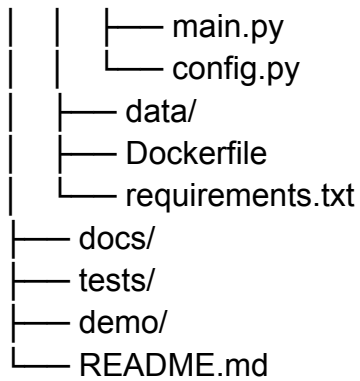 │ │ ├── main.py
│ │ └── config.py
│ ├── data/
│ ├── Dockerfile
│ └── requirements.txt
├── docs/
├── tests/
├── demo/
└── README.md